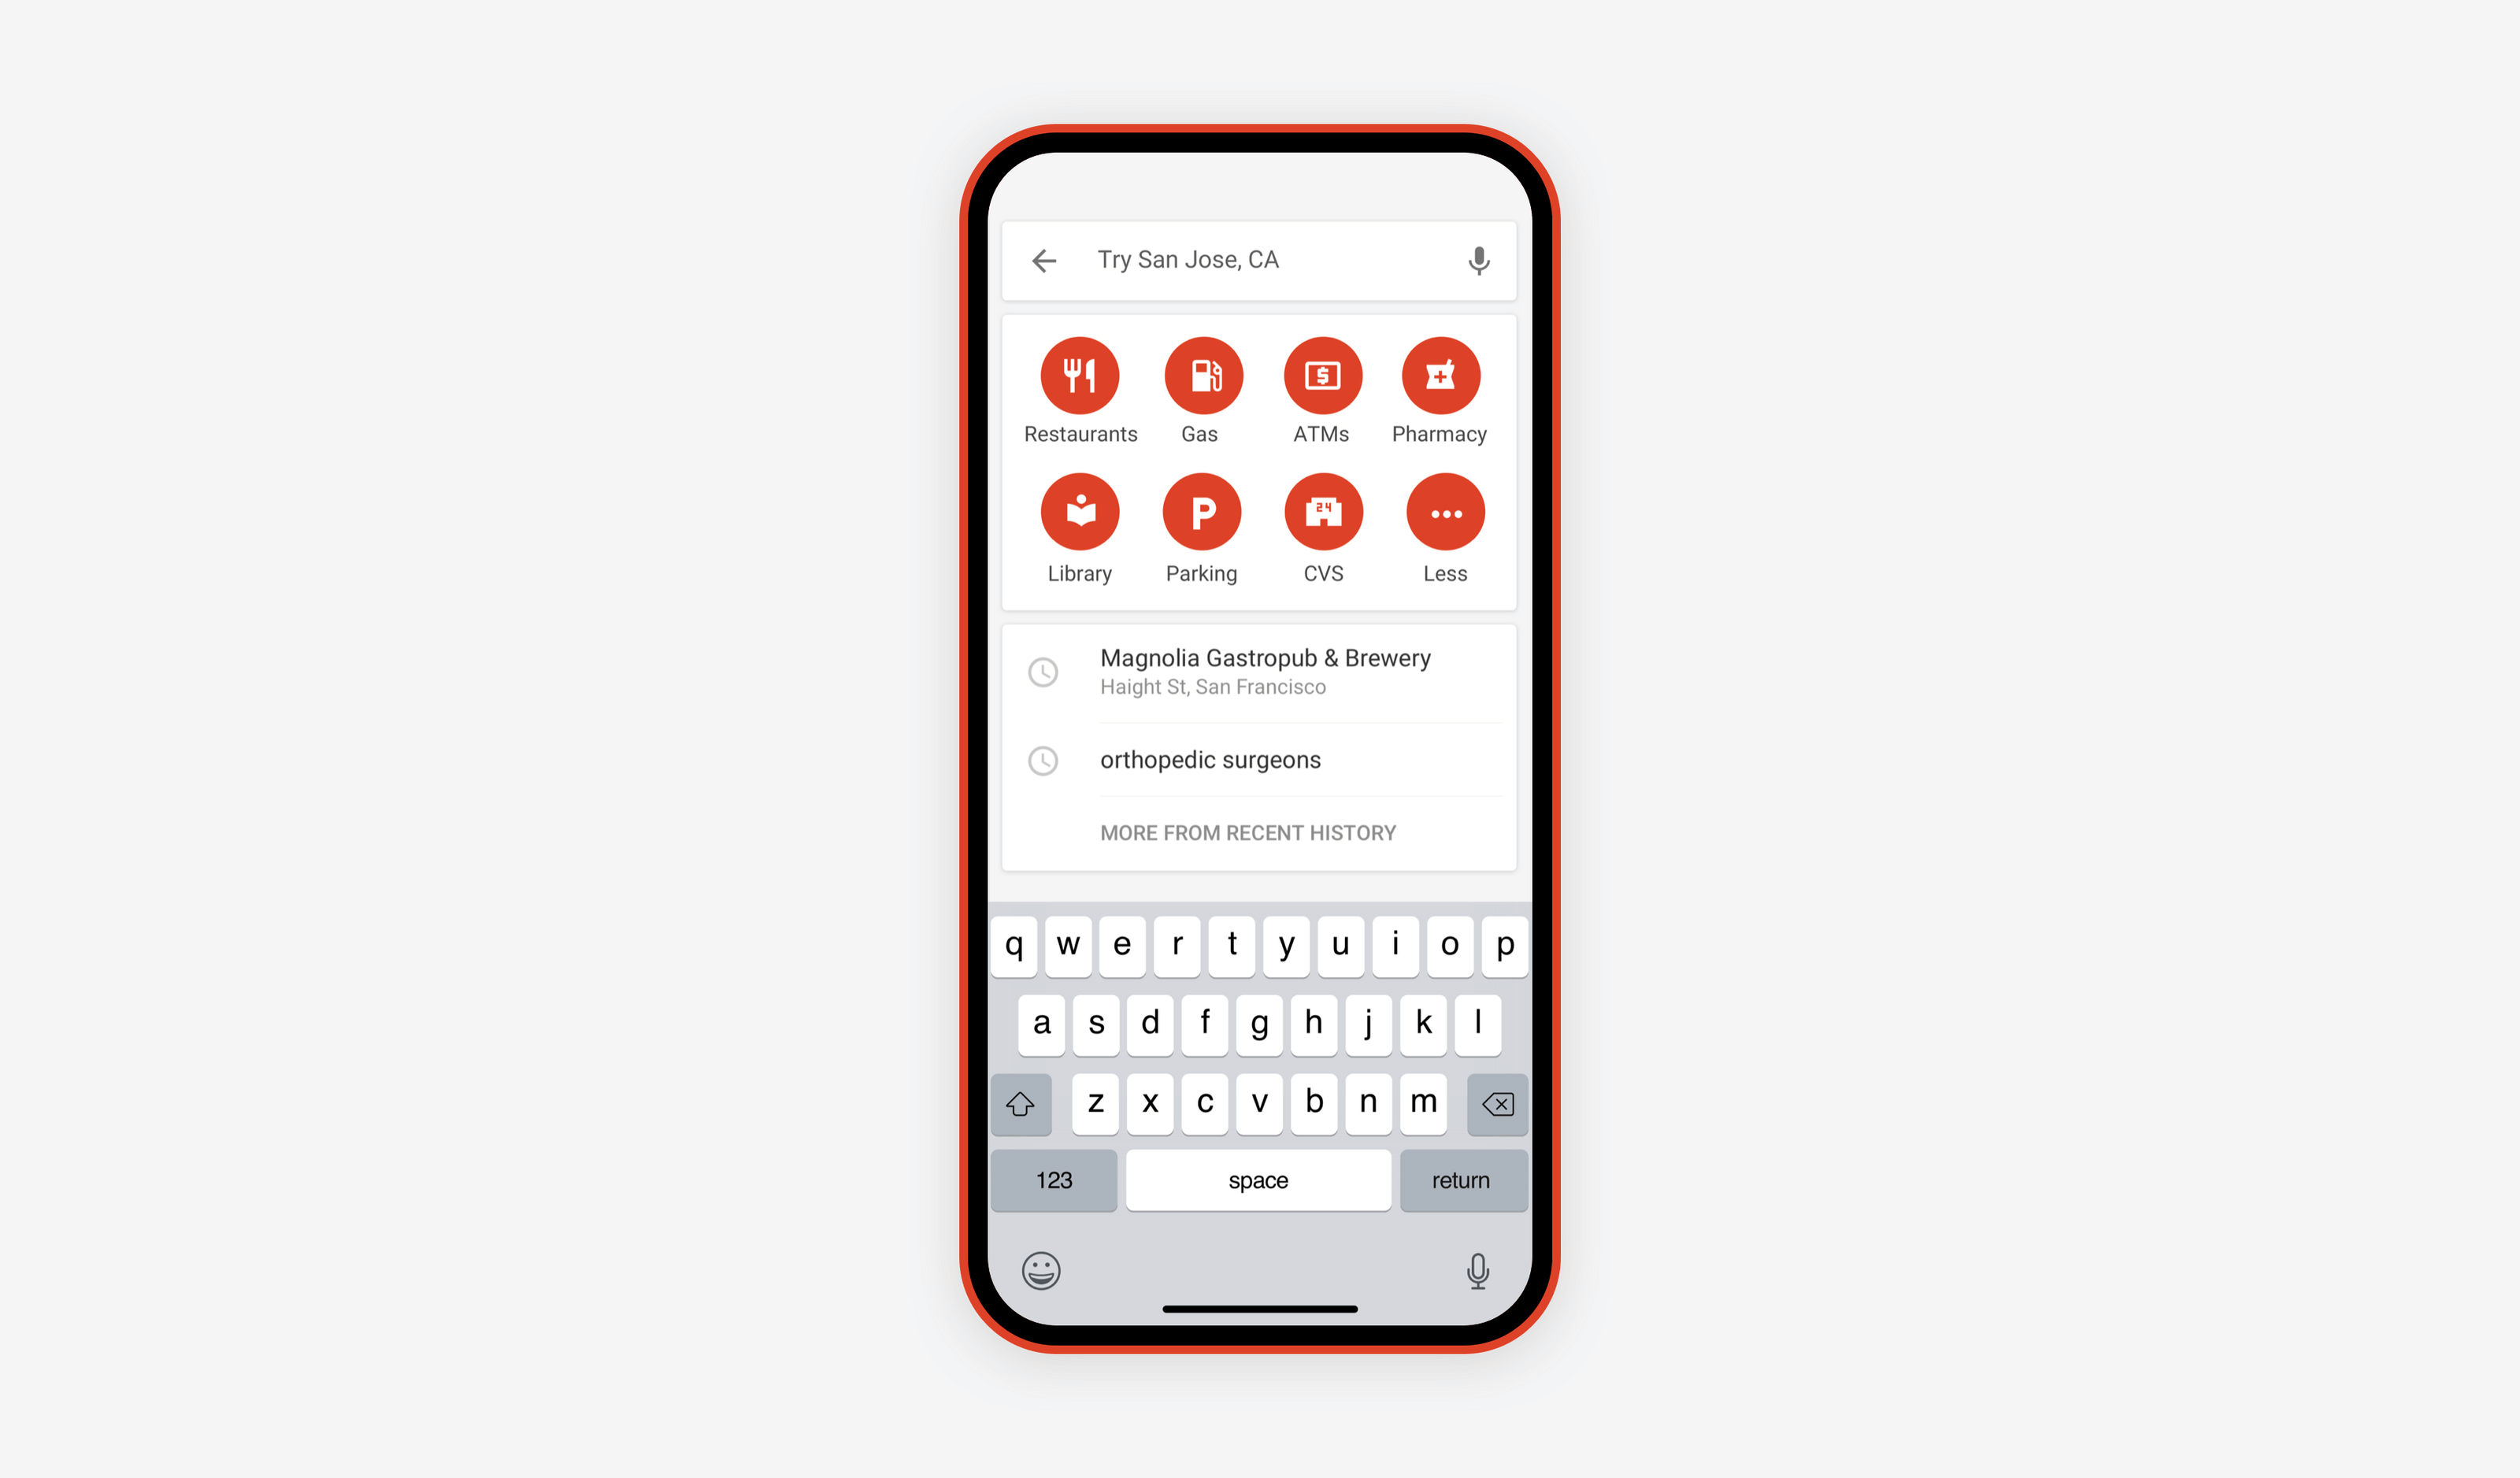 Try San Jose, CA
Restaurants Gas ATMs Pharmacy
P 24
Library Parking CVS Less
Magnolia Gastropub & Brewery
Haight St, San Francisco
orthopedic surgeons
MORE FROM RECENT HISTORY
q w e r t y u i o p
a s d f g h j k l
z x c v b n m
123 space return